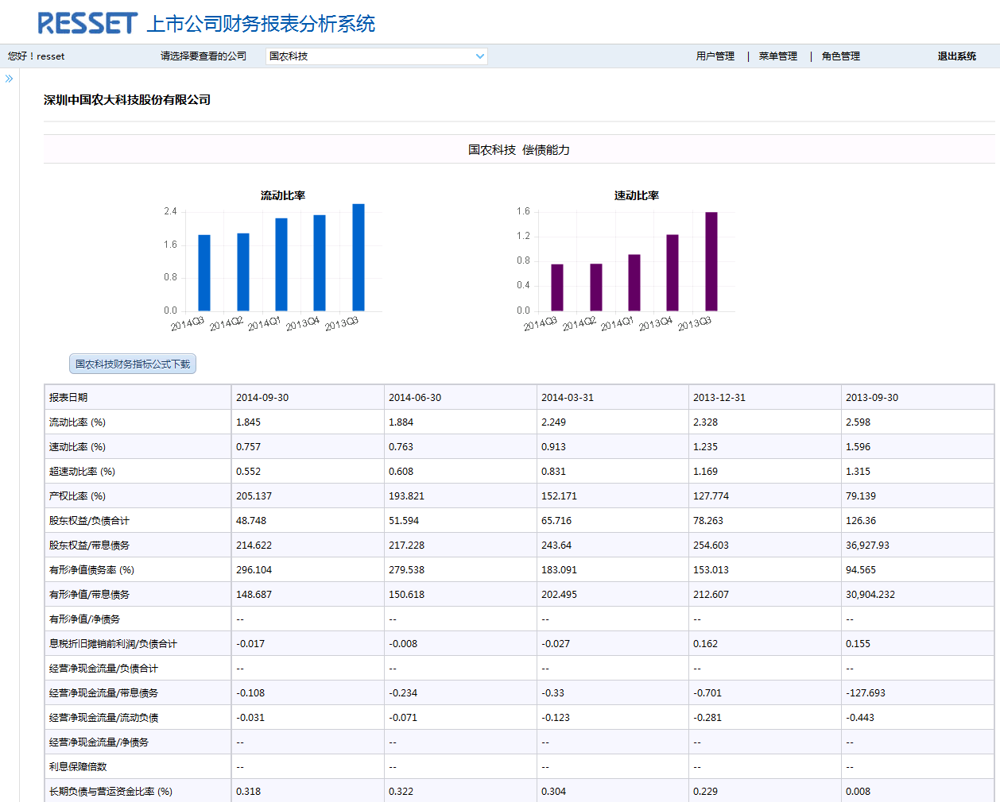 RESSET 上市公司财务报表分析系统
您好！resset 请选择要查看的公司 国农科技 用户管理 | 菜单管理 | 角色管理 退出系统
»
深圳中国农大科技股份有限公司
国农科技 偿债能力
流动比率
2.4
1.6
0.8
0.0
2014Q3 2014Q2 2014Q1 2013Q4 2013Q3
速动比率
1.6
1.2
0.8
0.4
0.0
2014Q3 2014Q2 2014Q1 2013Q4 2013Q3
国农科技财务指标公式下载
报表日期 2014-09-30 2014-06-30 2014-03-31 2013-12-31 2013-09-30
流动比率 (%) 1.845 1.884 2.249 2.328 2.598
速动比率 (%) 0.757 0.763 0.913 1.235 1.596
超速动比率 (%) 0.552 0.608 0.831 1.169 1.315
产权比率 (%) 205.137 193.821 152.171 127.774 79.139
股东权益/负债合计 48.748 51.594 65.716 78.263 126.36
股东权益/带息债务 214.622 217.228 243.64 254.603 36,927.93
有形净值债务率 (%) 296.104 279.538 183.091 153.013 94.565
有形净值/带息债务 148.687 150.618 202.495 212.607 30,904.232
有形净值/净债务 -- -- -- -- --
息税折旧摊销前利润/负债合计 -0.017 -0.008 -0.027 0.162 0.155
经营净现金流量/负债合计 -- -- -- -- --
经营净现金流量/带息债务 -0.108 -0.234 -0.33 -0.701 -127.693
经营净现金流量/流动负债 -0.031 -0.071 -0.123 -0.281 -0.443
经营净现金流量/净债务 -- -- -- -- --
利息保障倍数 -- -- -- -- --
长期负债与营运资金比率 (%) 0.318 0.322 0.304 0.229 0.008